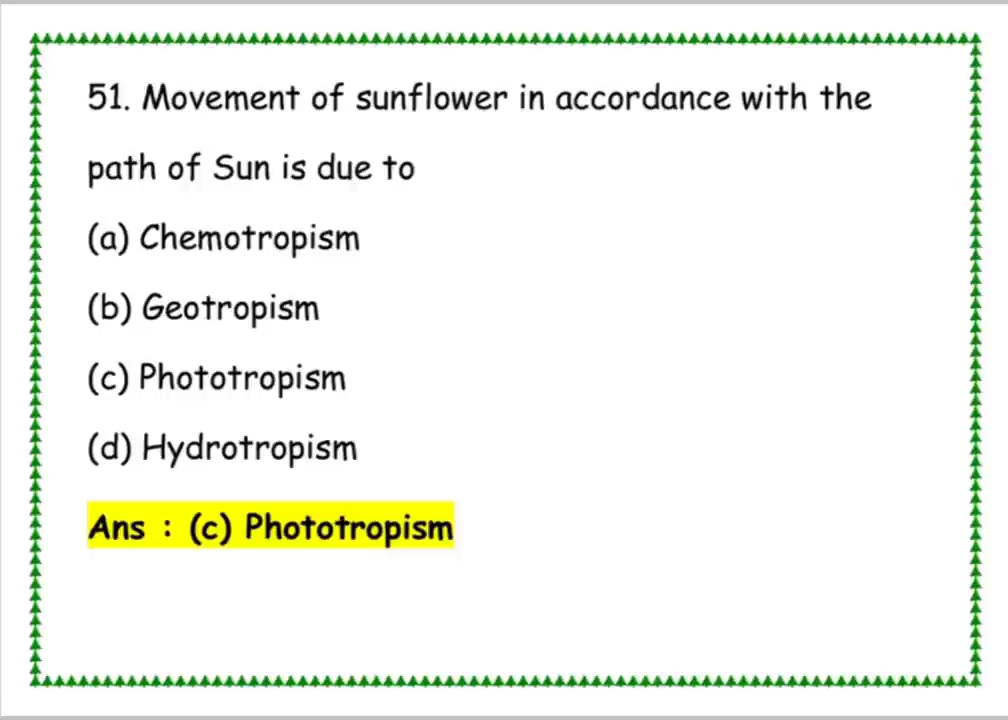 51. Movement of sunflower in accordance with the
path of Sun is due to
(a) Chemotropism
(b) Geotropism
(c) Phototropism
(d) Hydrotropism
Ans : (c) Phototropism